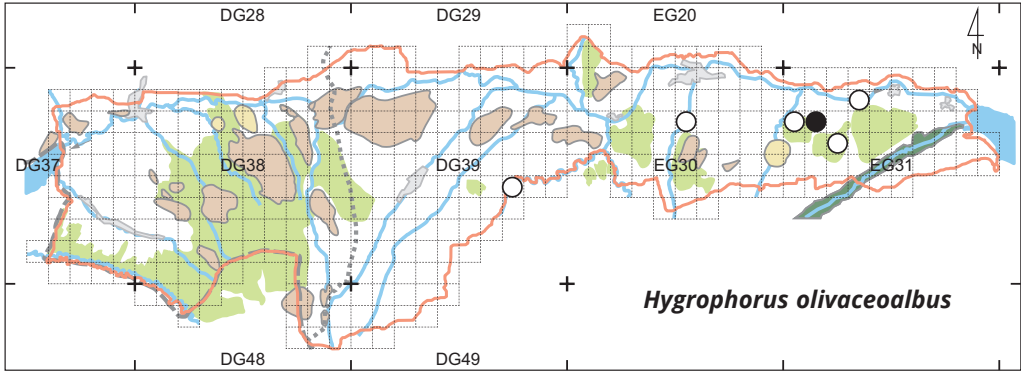 DG28 DG29 EG20
N
DG37 DG38 DG39 EG30 EG31
Hygrophorus olivaceoalbus
DG48 DG49